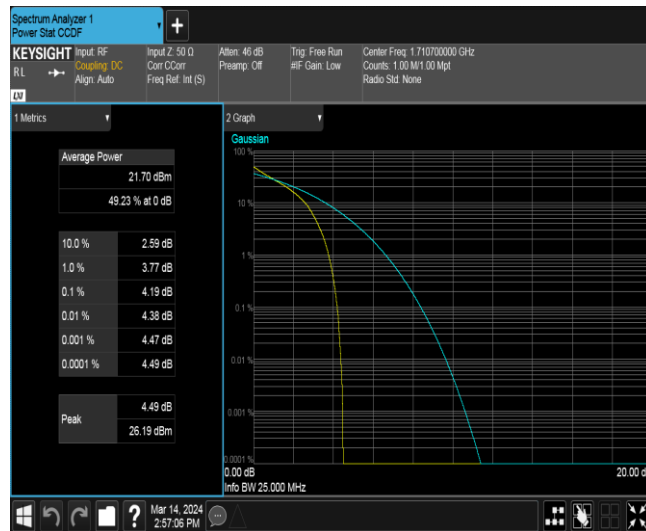 Spectrum Analyzer 1
Power Stat CCDF
+
KEYSIGHT
RL
LXI
Input: RF
Coupling: DC
Align: Auto
Input Z: 50 Ω
Corr CCorr
Freq Ref: Int (S)
Atten: 46 dB
Preamp: Off
Trig: Free Run
#IF Gain: Low
Center Freq: 1.710700000 GHz
Counts: 1.00 M/1.00 Mpt
Radio Std: None
1 Metrics
Average Power
21.70 dBm
49.23 % at 0 dB
10.0 % 2.59 dB
1.0 % 3.77 dB
0.1 % 4.19 dB
0.01 % 4.38 dB
0.001 % 4.47 dB
0.0001 % 4.49 dB
Peak
4.49 dB
26.19 dBm
2 Graph
Gaussian
100 %
10 %
1 %
0.1 %
0.01 %
0.001 %
0.0001 %
0.00 dB
20.00 d
Info BW 25.000 MHz
?
Mar 14, 2024
2:57:06 PM